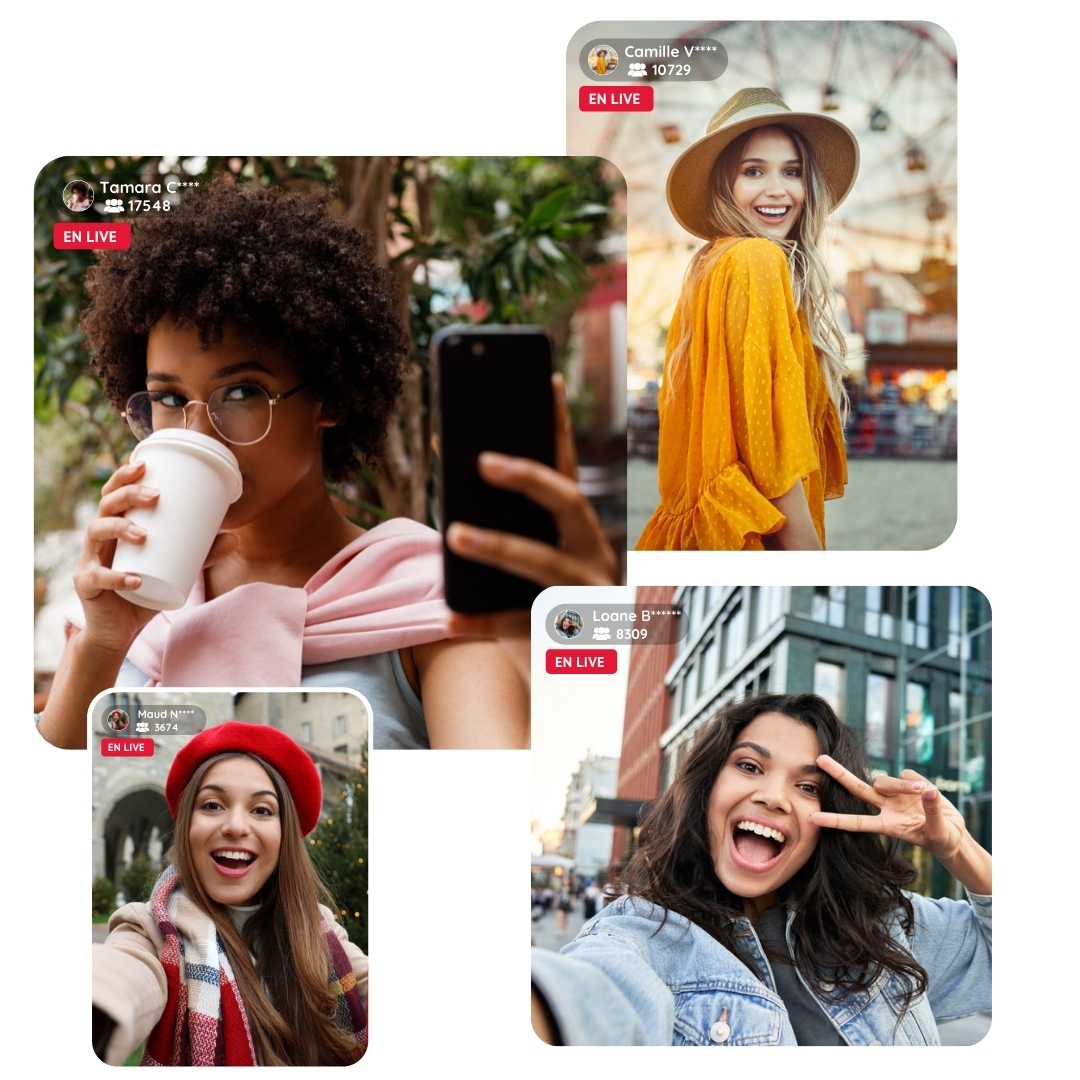 Camille V****
10729
EN LIVE
Tamara C****
17548
EN LIVE
Loane B******
8309
EN LIVE
Maud N****
3674
EN LIVE